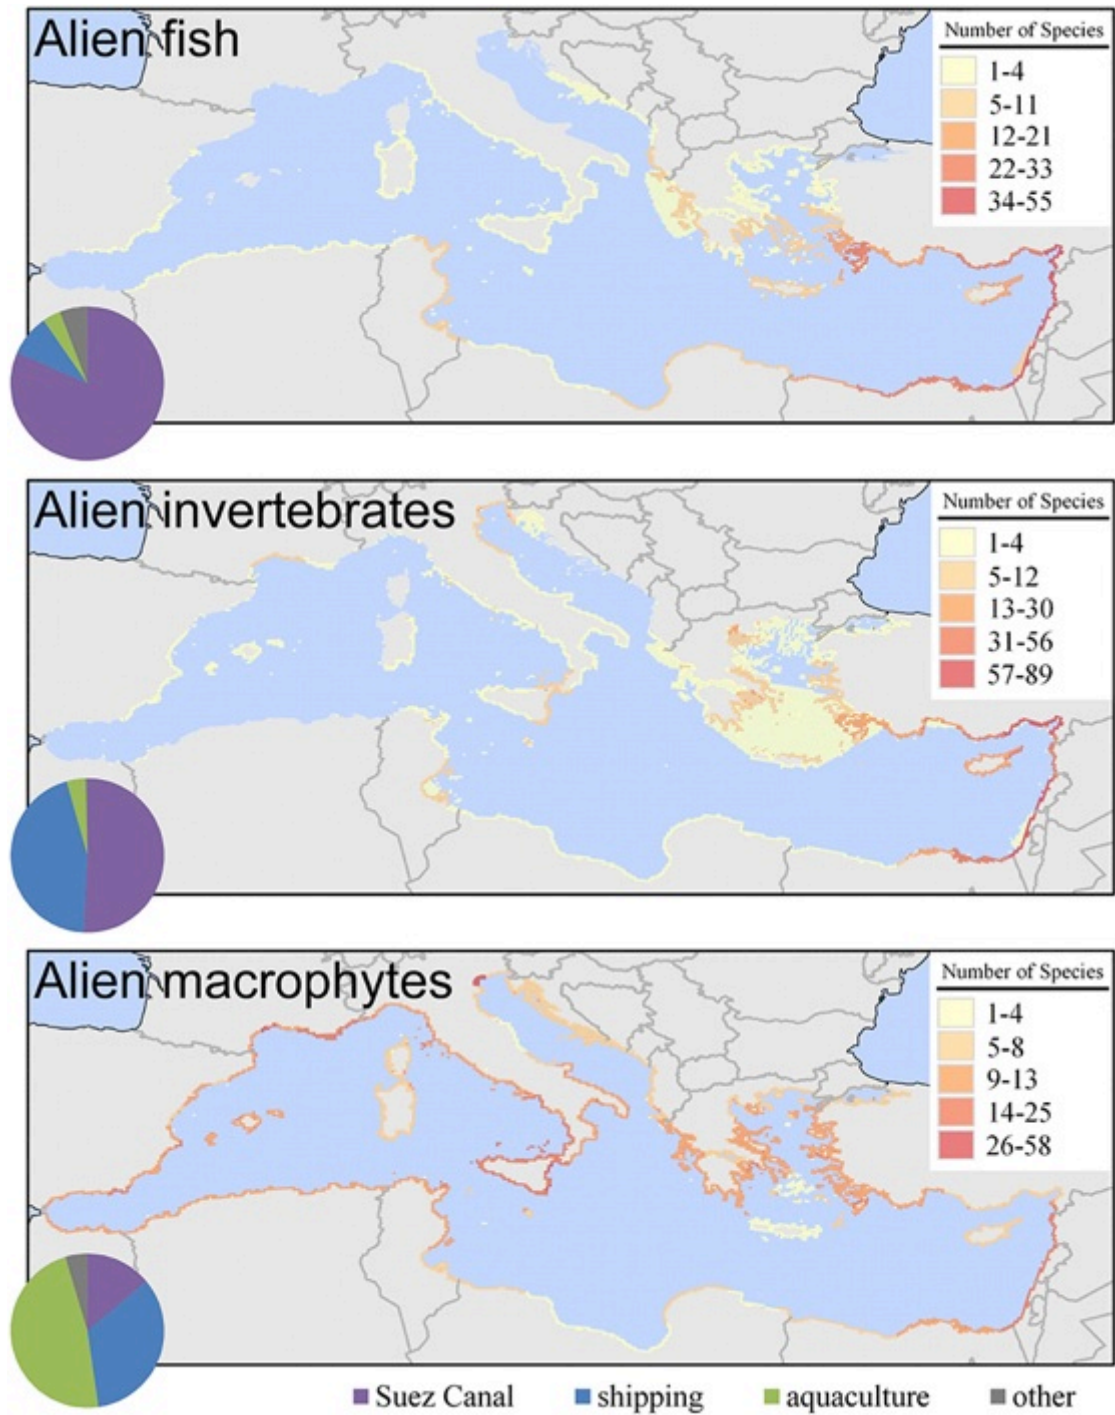 Alien fish
Number of Species
1-4
5-11
12-21
22-33
34-55
Alien invertebrates
Number of Species
1-4
5-12
13-30
31-56
57-89
Alien macrophytes
Number of Species
1-4
5-8
9-13
14-25
26-58
Suez Canal shipping aquaculture other